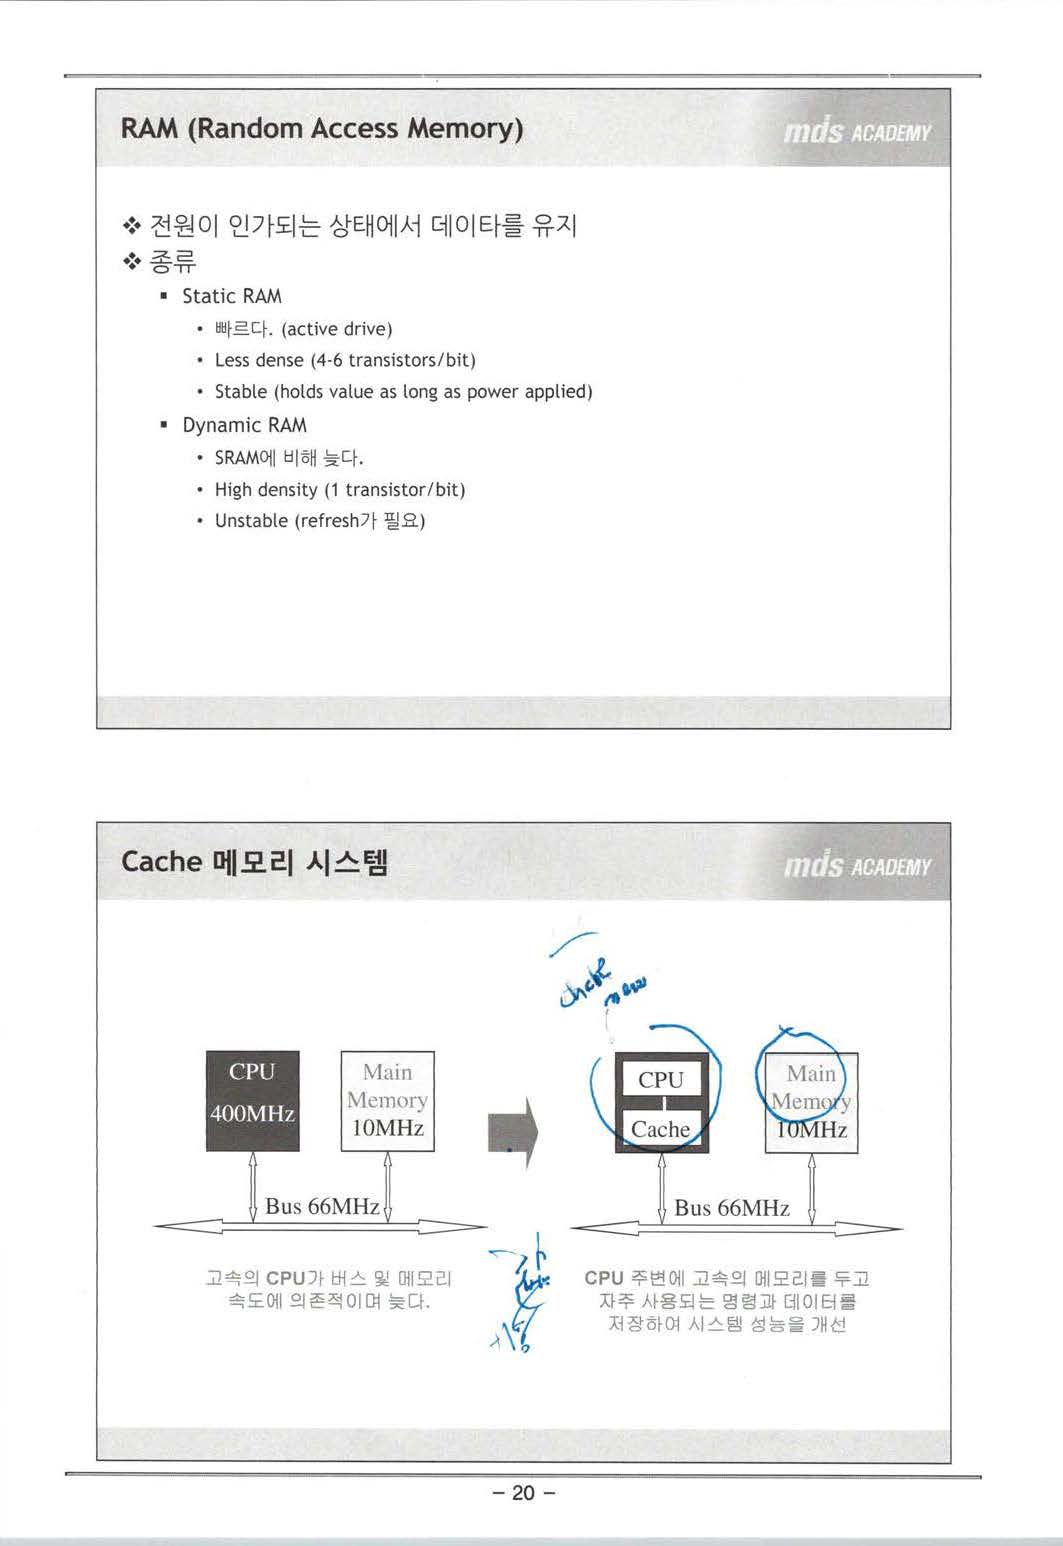 RAM (Random Access Memory)
mds ACADEMY
❖ 전원이 인가되는 상태에서 데이타를 유지
❖ 종류
▪ Static RAM
• 빠르다. (active drive)
• Less dense (4-6 transistors/bit)
• Stable (holds value as long as power applied)
▪ Dynamic RAM
• SRAM에 비해 늦다.
• High density (1 transistor/bit)
• Unstable (refresh가 필요)
Cache 메모리 시스템
mds ACADEMY
CPU
400MHz
Main
Memory
10MHz
Bus 66MHz
CPU
Cache
Main
Memory
10MHz
Bus 66MHz
고속의 CPU가 버스 및 메모리
속도에 의존적이며 늦다.
CPU 주변에 고속의 메모리를 두고
자주 사용되는 명령과 데이터를
저장하여 시스템 성능을 개선
- 20 -